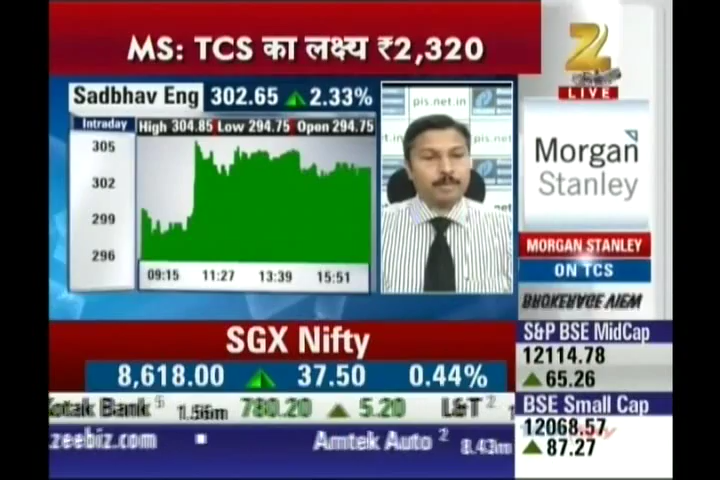 MS: TCS का लक्ष्य ₹2,320
LIVE
Sadbhav Eng 302.65 2.33%
Intraday High 304.85 Low 294.75 Open 294.75
305
302
299
296
09:15 11:27 13:39 15:51
pis.net.in
Morgan
Stanley
MORGAN STANLEY
ON TCS
BROKERAGE VIEW
SGX Nifty
8,618.00 37.50 0.44%
S&P BSE MidCap
12114.78
65.26
Kotak Bank 5 1.56m 780.20 5.20 L&T 2
BSE Small Cap
12068.57
87.27
zeebiz.com Amtek Auto 2 8.43m